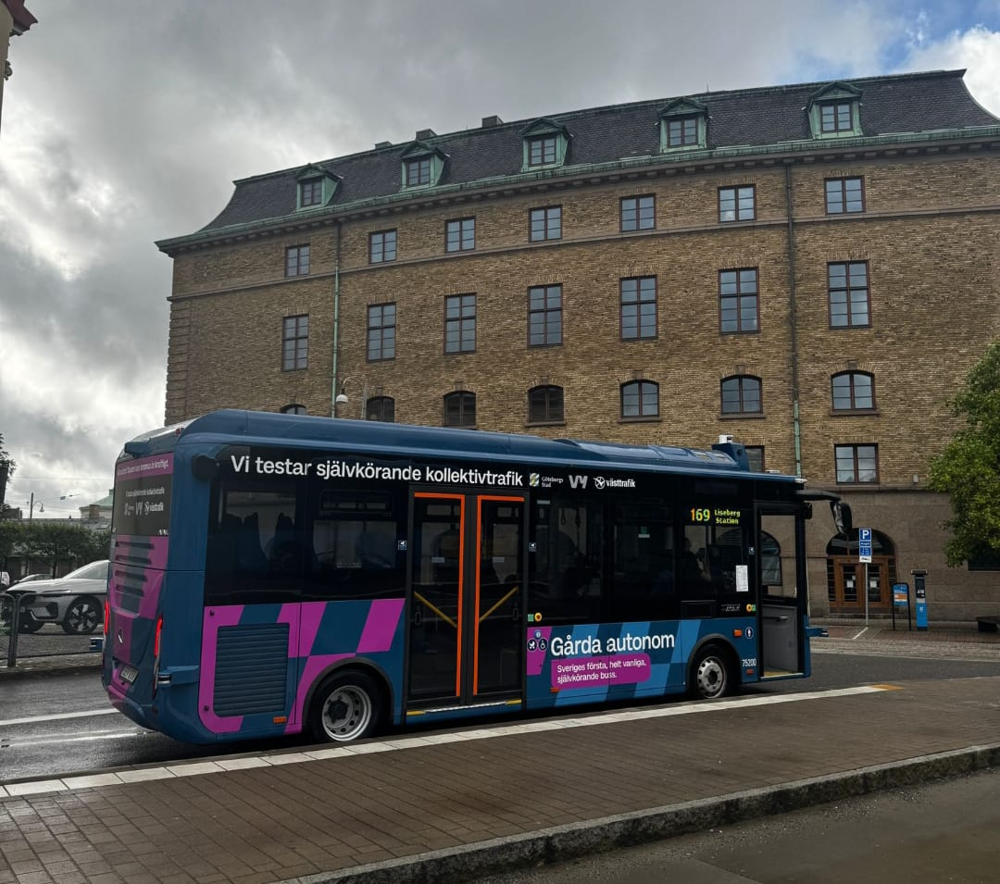 Vi testar självkörande kollektivtrafik
Göteborgs
Stad
västtrafik
169 Liseberg
Station
Gårda autonom
Sveriges första, helt vanliga,
självkörande buss.
75200
västtrafik
P